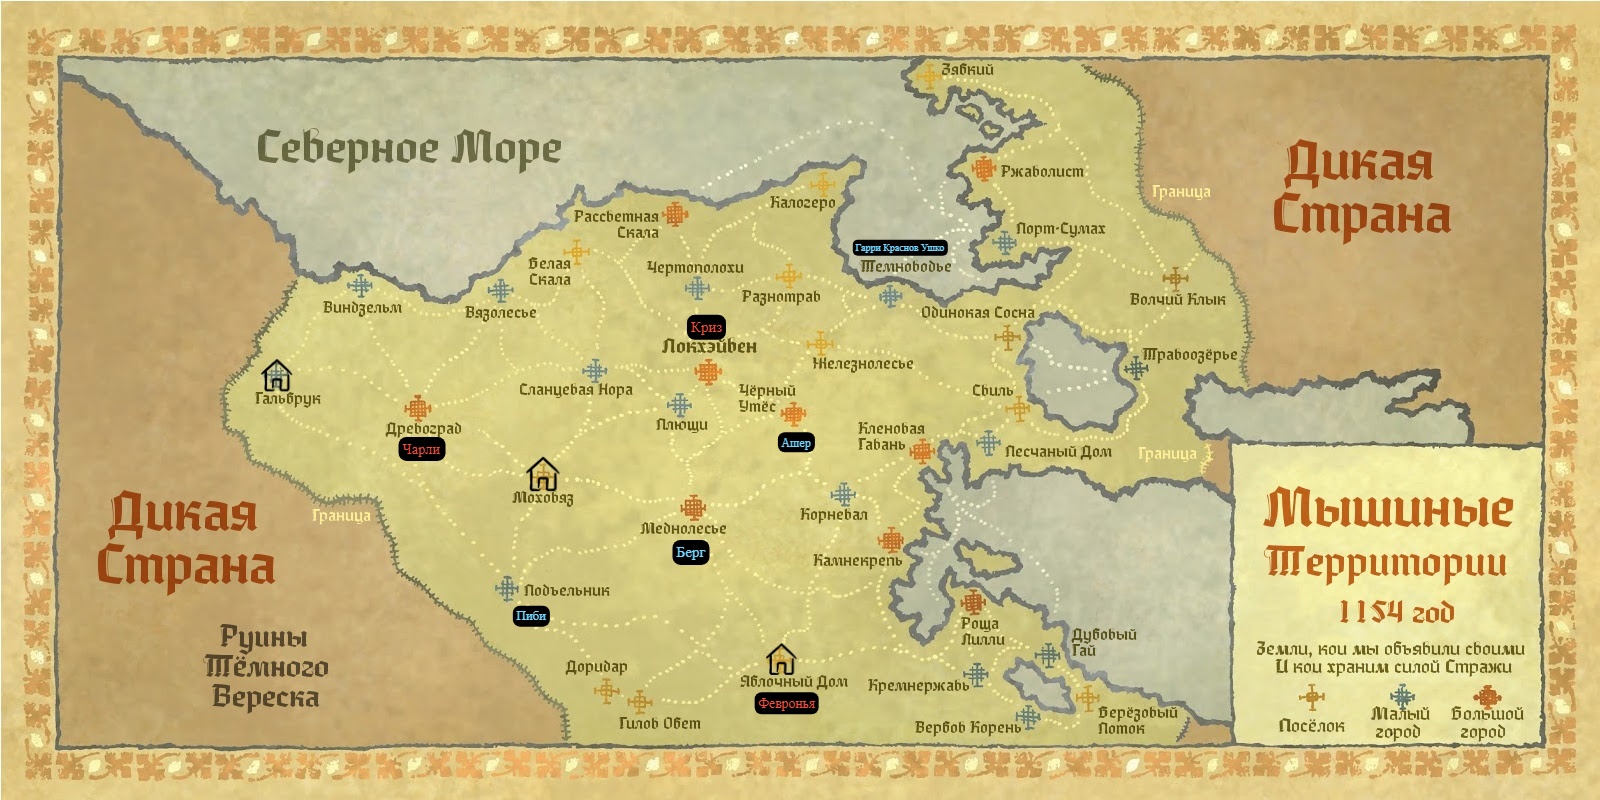 Зябкий
Северное Море
Ржаволист
Дикая
Страна
Граница
Калогеро
Рассветная
Скала
Порт-Сумах
Гарри Краснов Ушко
Темноводье
Белая
Скала
Чертополохи
Разнотрав
Волчий Клык
Виндзельм
Вязолесье
Одинокая Сосна
Криз
Локхэйвен
Железнолесье
Травоозёрье
Гальбрук
Сланцевая Нора
Чёрный
Утёс
Свиль
Древоград
Чарли
Плющи
Ашер
Кленовая
Гавань
Песчаный Дом
Граница
Моховяз
Дикая
Страна
Граница
Меднолесье
Берг
Корневал
Камнекрепь
Мышиные
Территории
1154 год
Земли, кои мы объявили своими
И кои храним силой Стражи
Посёлок
Малый
город
Большой
город
Подъельник
Пиби
Руины
Тёмного
Вереска
Роща
Лилли
Дубовый
Гай
Доридар
Яблочный Дом
Февронья
Кремнержавь
Гилов Обет
Вербов Корень
Берёзовый
Поток